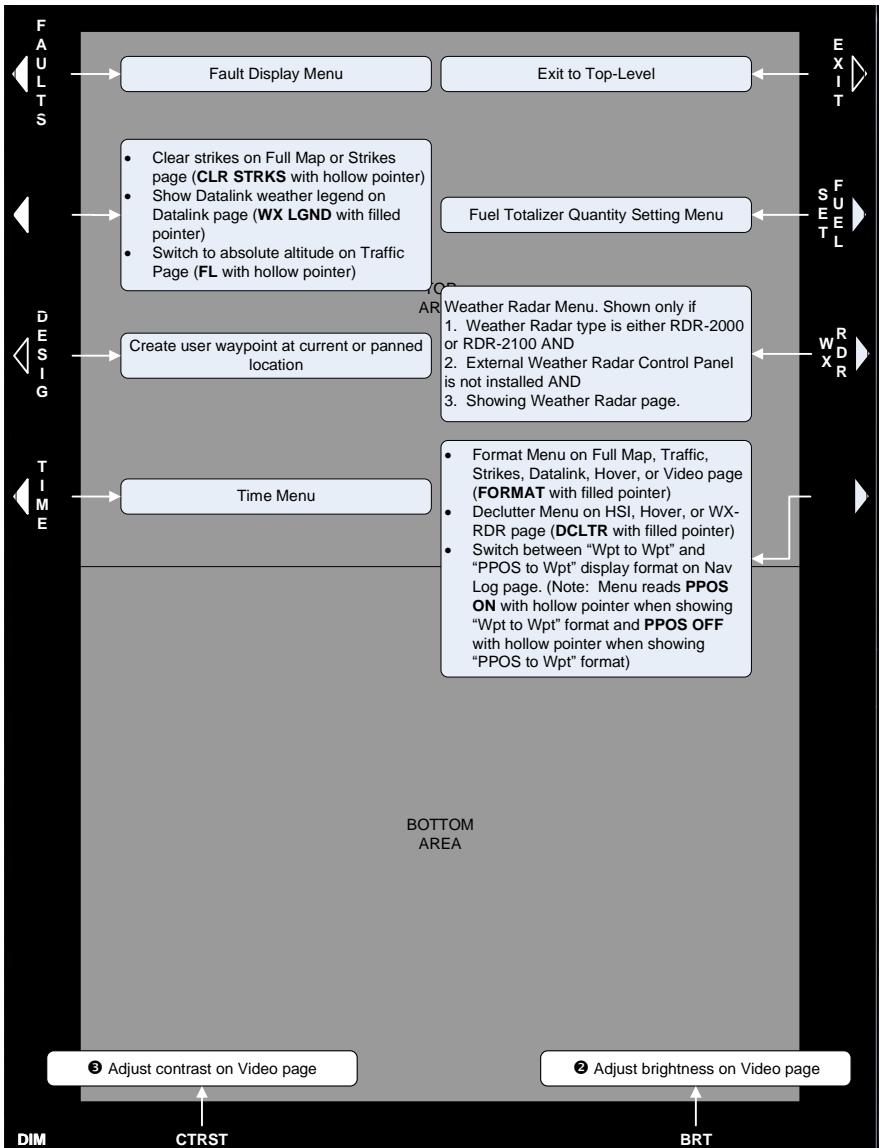 FAULTS
Fault Display Menu
Exit to Top-Level
EXIT
• Clear strikes on Full Map or Strikes
page (CLR STRKS with hollow pointer)
• Show Datalink weather legend on
Datalink page (WX LGND with filled
pointer)
• Switch to absolute altitude on Traffic
Page (FL with hollow pointer)
Fuel Totalizer Quantity Setting Menu
SET FUEL
TOP
AR
DESIG
Create user waypoint at current or panned
location
Weather Radar Menu. Shown only if
1. Weather Radar type is either RDR-2000
or RDR-2100 AND
2. External Weather Radar Control Panel
is not installed AND
3. Showing Weather Radar page.
WX RDR
TIME
Time Menu
• Format Menu on Full Map, Traffic,
Strikes, Datalink, Hover, or Video page
(FORMAT with filled pointer)
• Declutter Menu on HSI, Hover, or WX-
RDR page (DCLTR with filled pointer)
• Switch between “Wpt to Wpt” and
“PPOS to Wpt” display format on Nav
Log page. (Note: Menu reads PPOS
ON with hollow pointer when showing
“Wpt to Wpt” format and PPOS OFF
with hollow pointer when showing
“PPOS to Wpt” format)
BOTTOM
AREA
❸ Adjust contrast on Video page
❷ Adjust brightness on Video page
DIM
CTRST
BRT